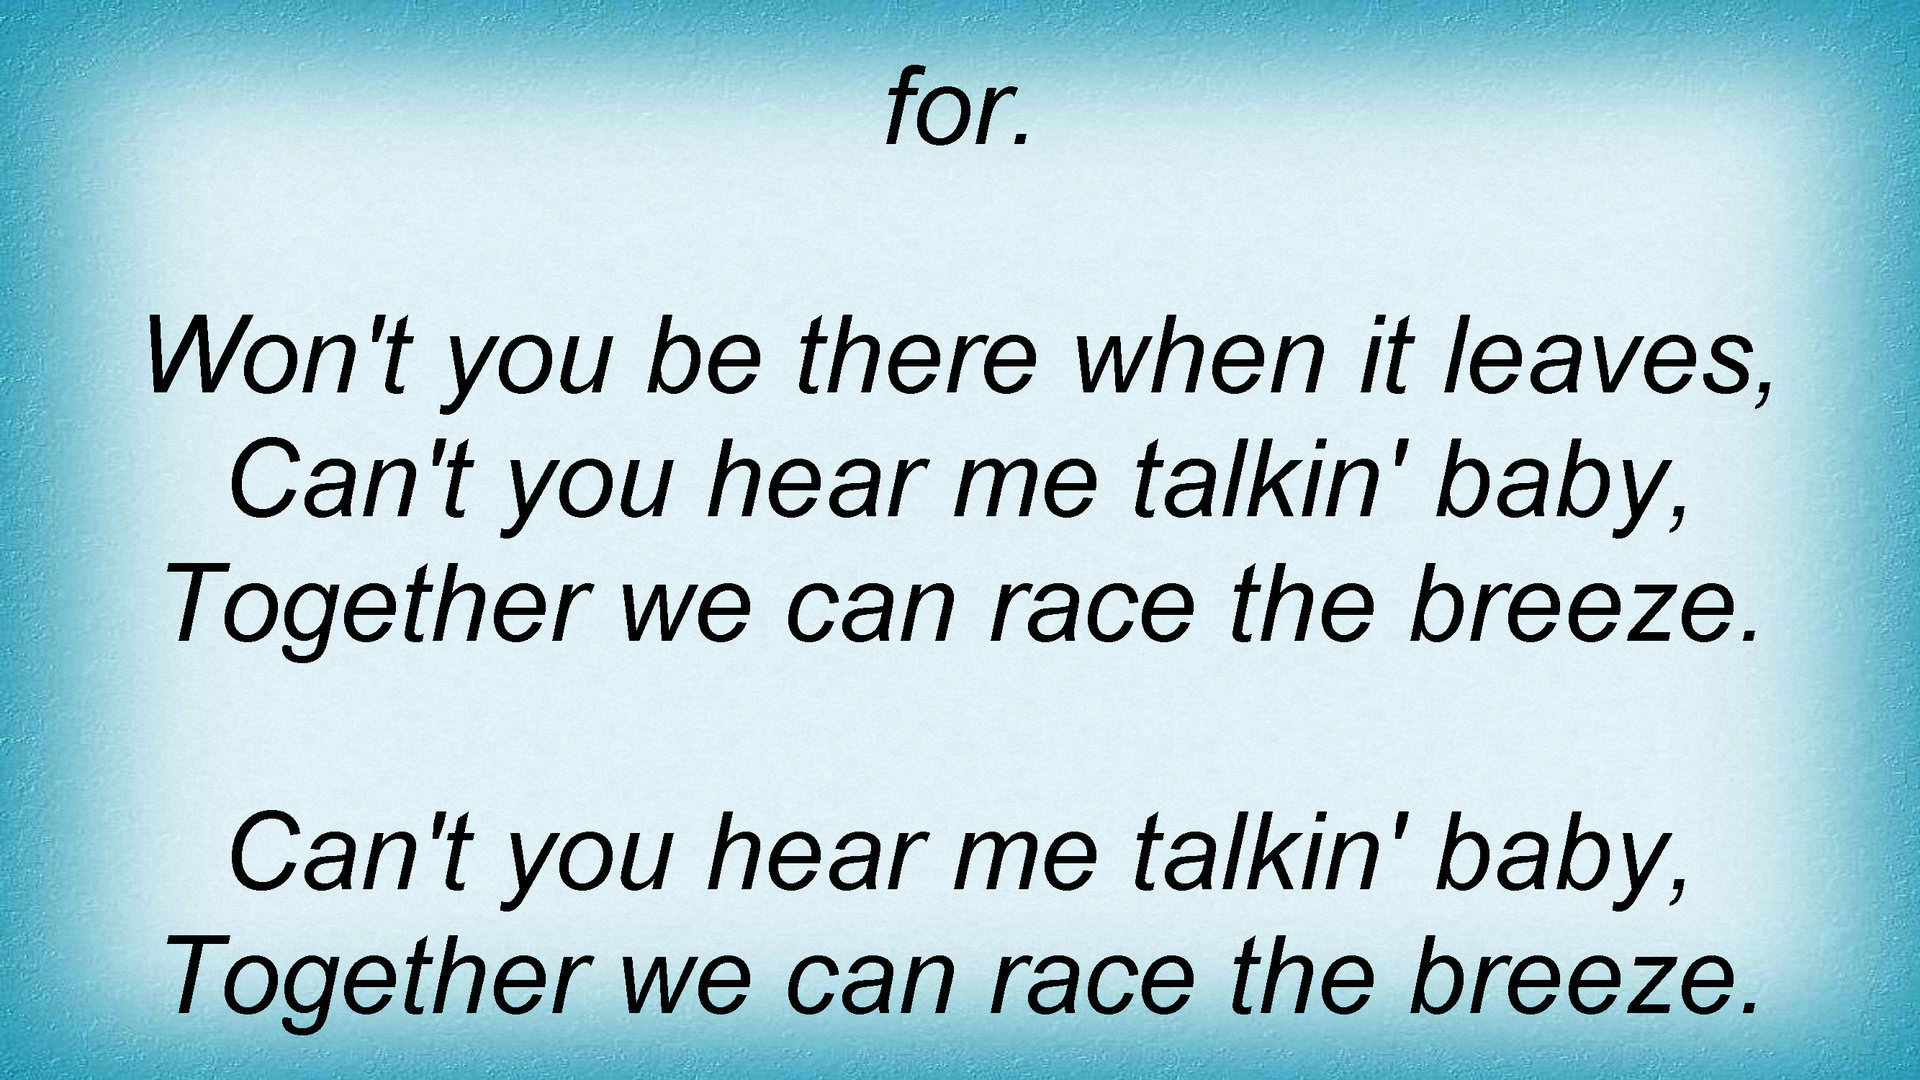 for.
Won't you be there when it leaves,
Can't you hear me talkin' baby,
Together we can race the breeze.
Can't you hear me talkin' baby,
Together we can race the breeze.